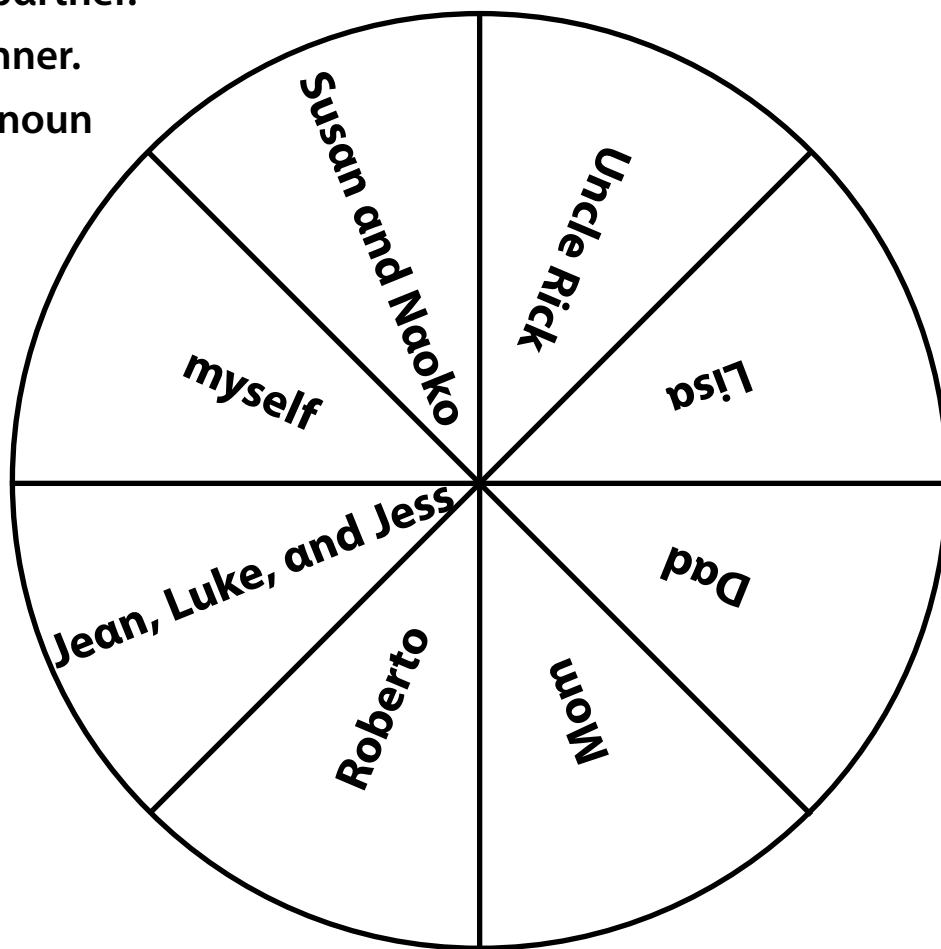 partner.
nner.
noun
Susan and Naoko
Uncle Rick
Lisa
Dad
Mom
Roberto
Jean, Luke, and Jess
myself